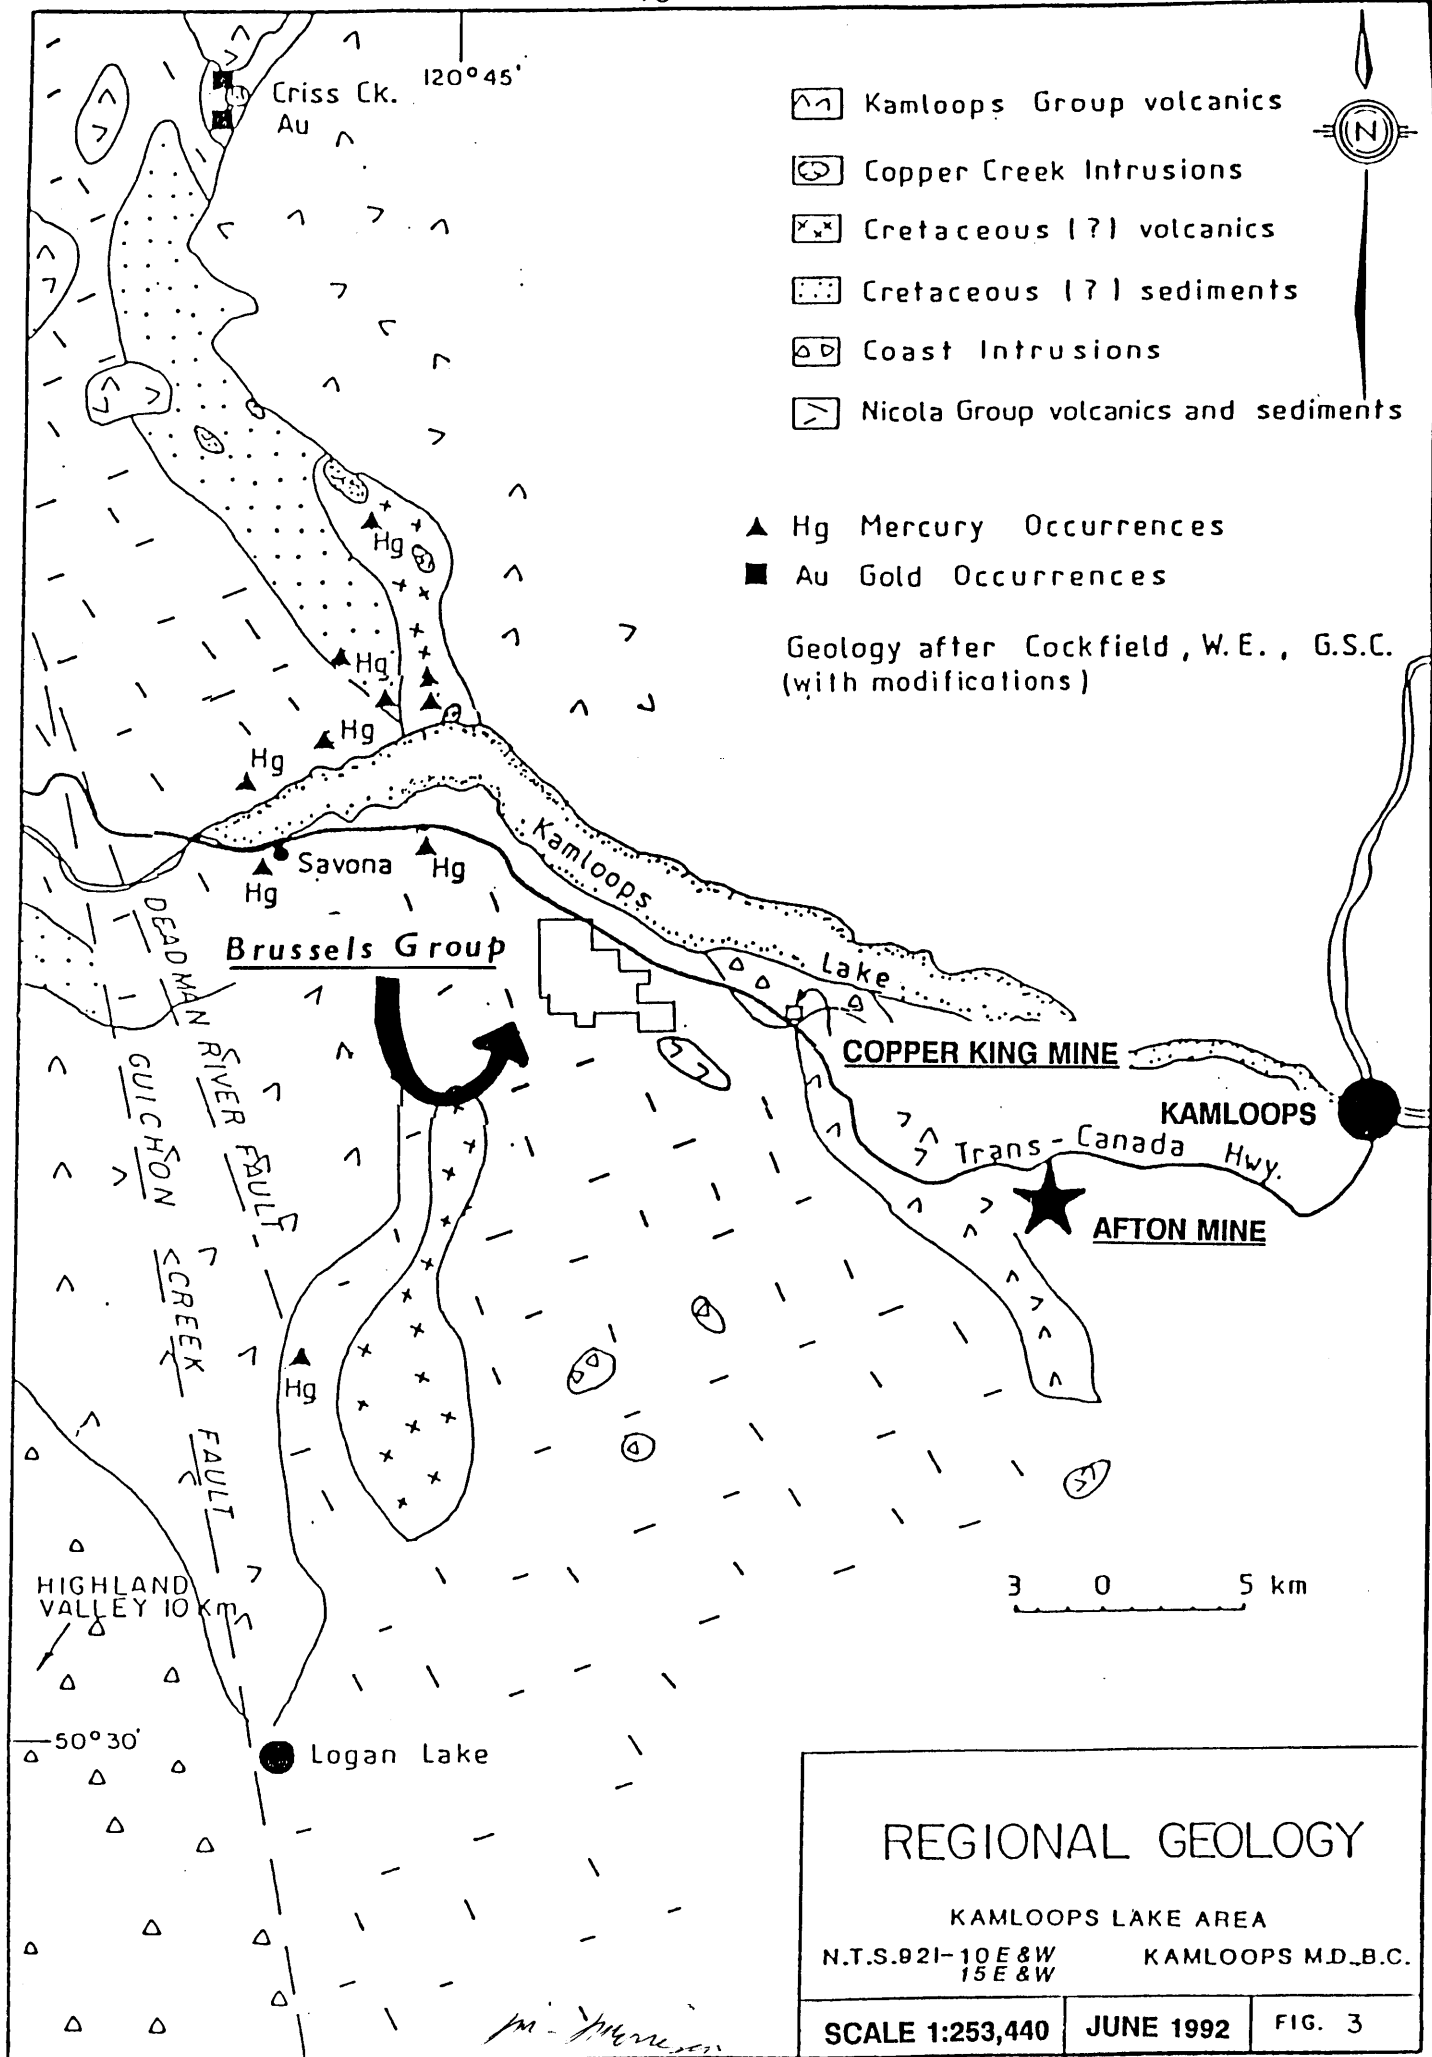 120°45'
Criss Ck.
Au
Kamloops Group volcanics
Copper Creek Intrusions
Cretaceous (?) volcanics
Cretaceous (?) sediments
Coast Intrusions
Nicola Group volcanics and sediments
N
Hg Mercury Occurrences
Au Gold Occurrences
Geology after Cockfield, W.E., G.S.C.
(with modifications)
Hg
Hg
Hg
Hg
Savona
Hg
Hg
Kamloops
Lake
Brussels Group
DEADMAN RIVER FAULT
GUICHON CREEK FAULT
COPPER KING MINE
KAMLOOPS
Trans-Canada Hwy.
AFTON MINE
Hg
HIGHLAND
VALLEY 10 Km
3 0 5 km
50°30'
Logan Lake
REGIONAL GEOLOGY
KAMLOOPS LAKE AREA
N.T.S. 92I-10 E & W KAMLOOPS M.D. B.C.
15 E & W
SCALE 1:253,440 JUNE 1992 FIG. 3